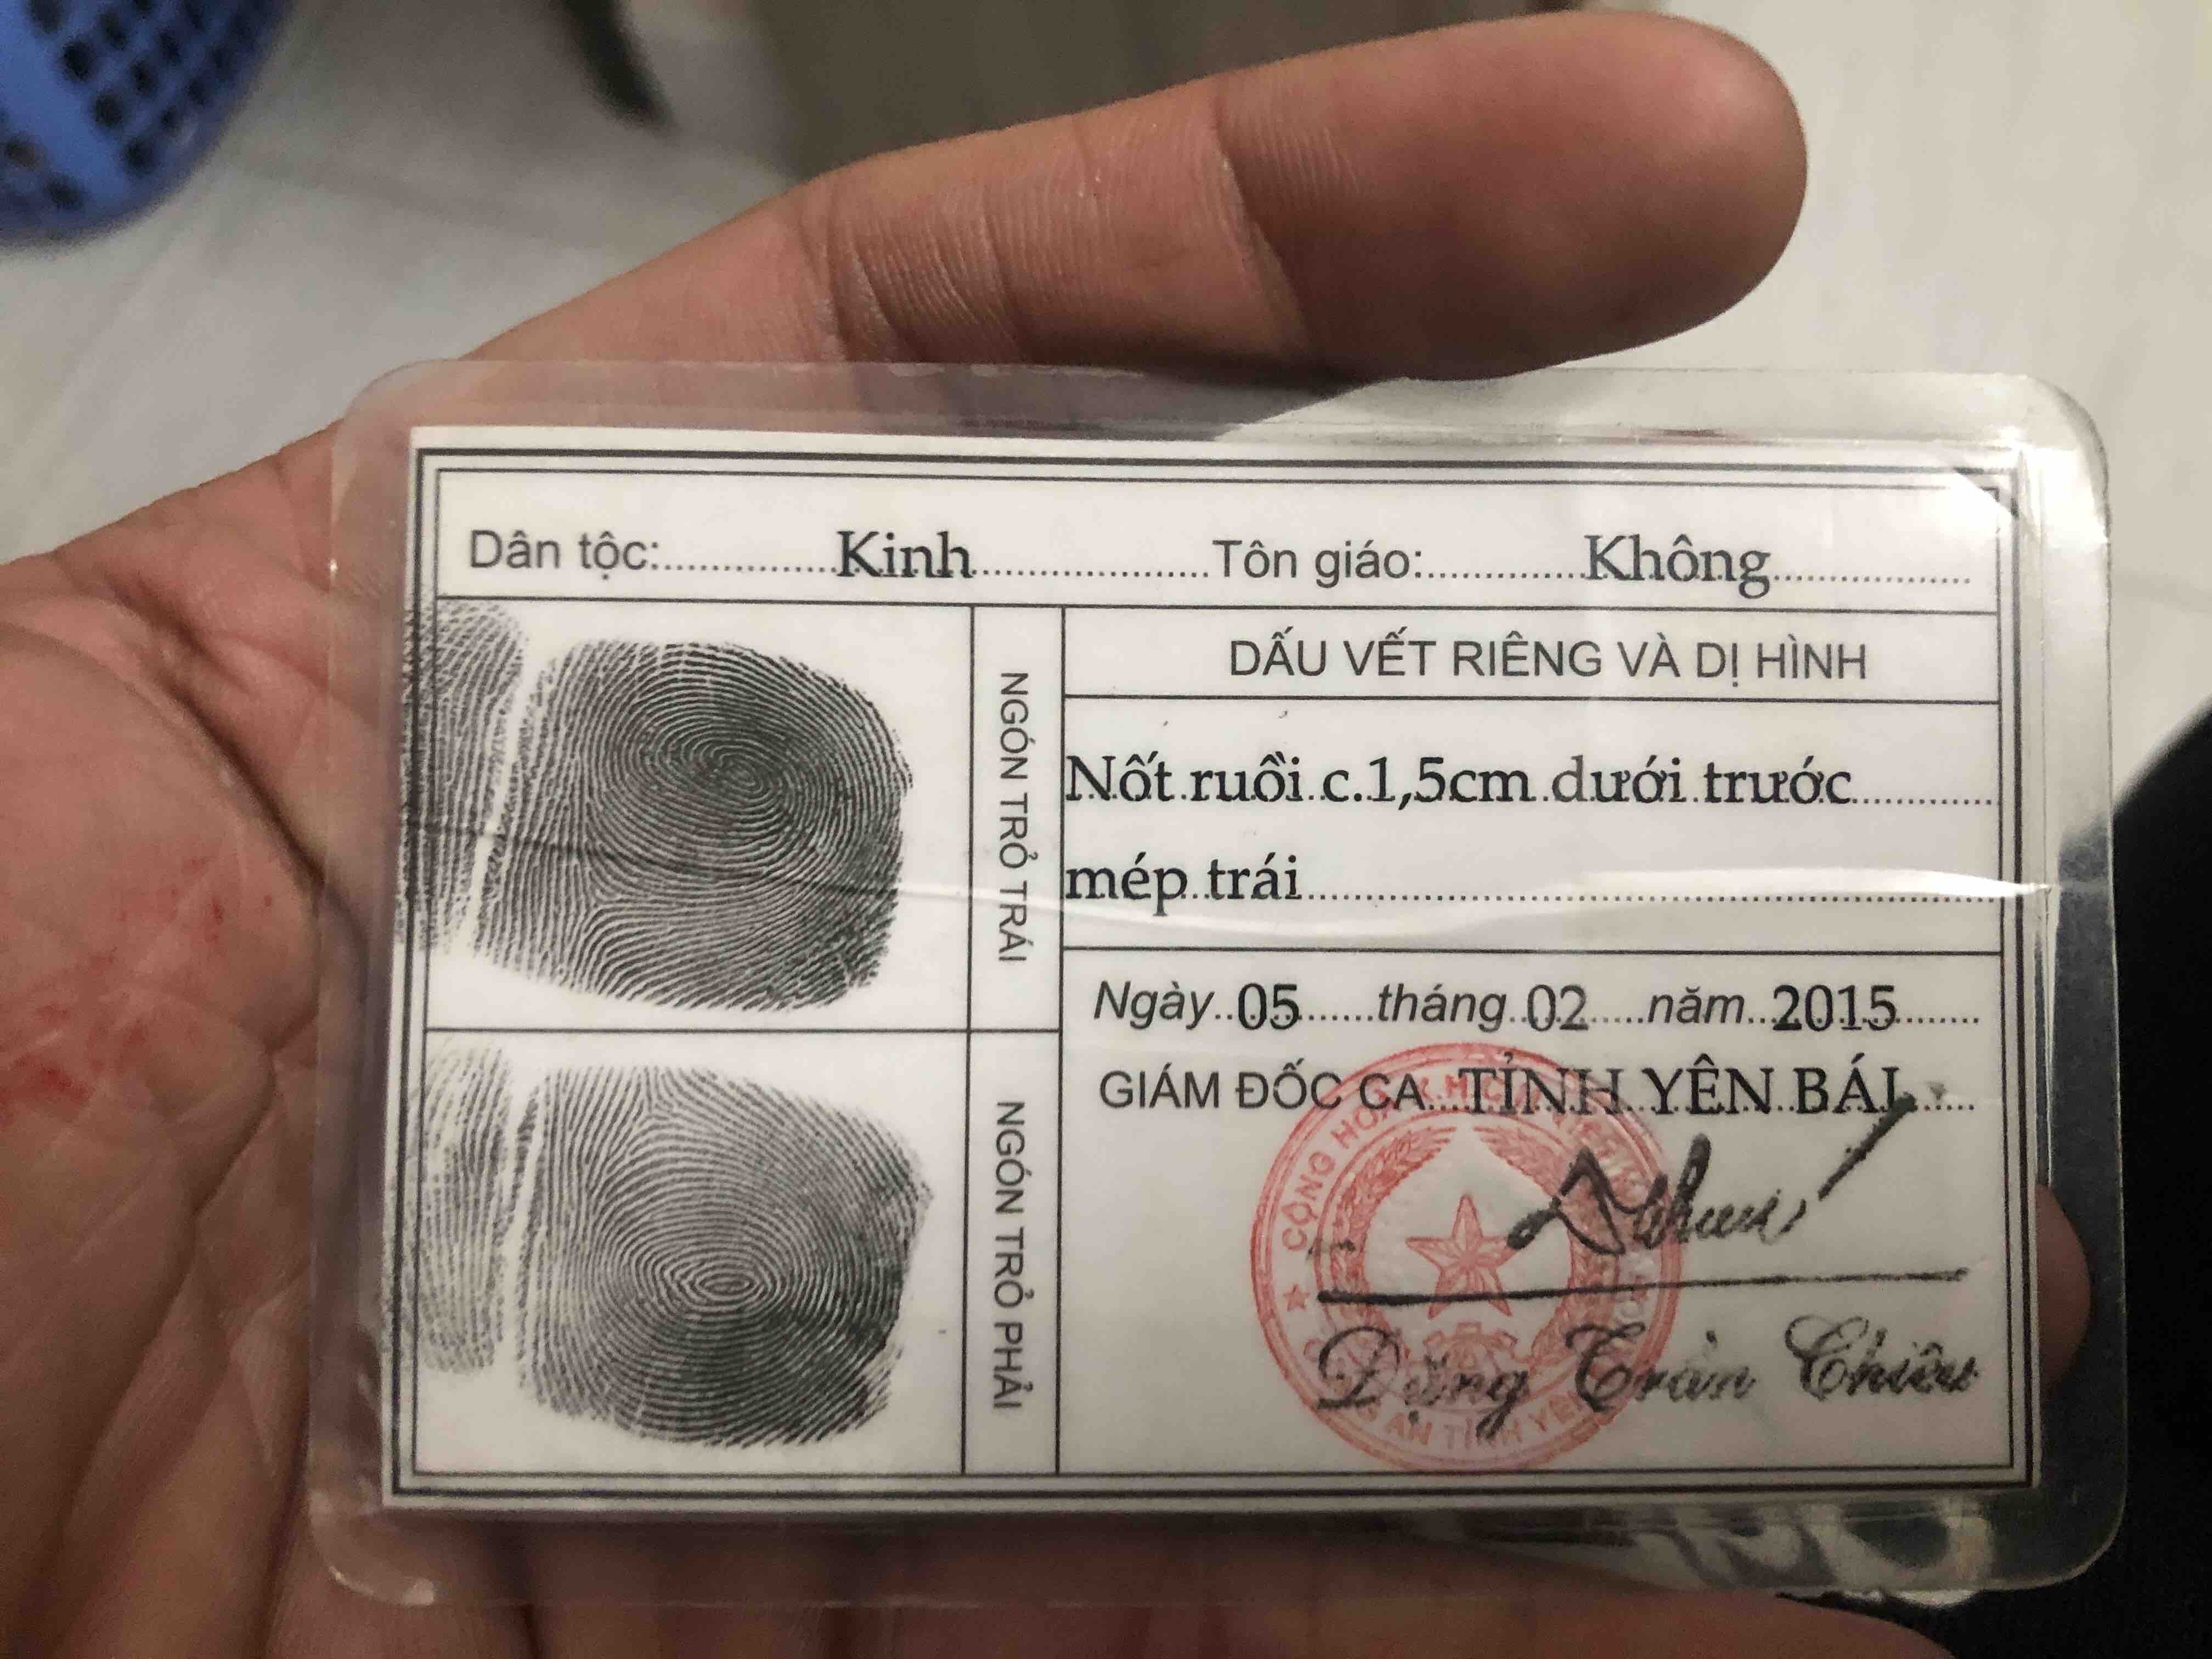 Dân tộc: Kinh Tôn giáo: Không
NGÓN TRỎ TRÁI
DẤU VẾT RIÊNG VÀ DỊ HÌNH
Nốt ruồi c.1,5cm dưới trước
mép trái
NGÓN TRỎ PHẢI
Ngày 05 tháng 02 năm 2015
GIÁM ĐỐC CA TỈNH YÊN BÁI
Đặng Trần Chiêu